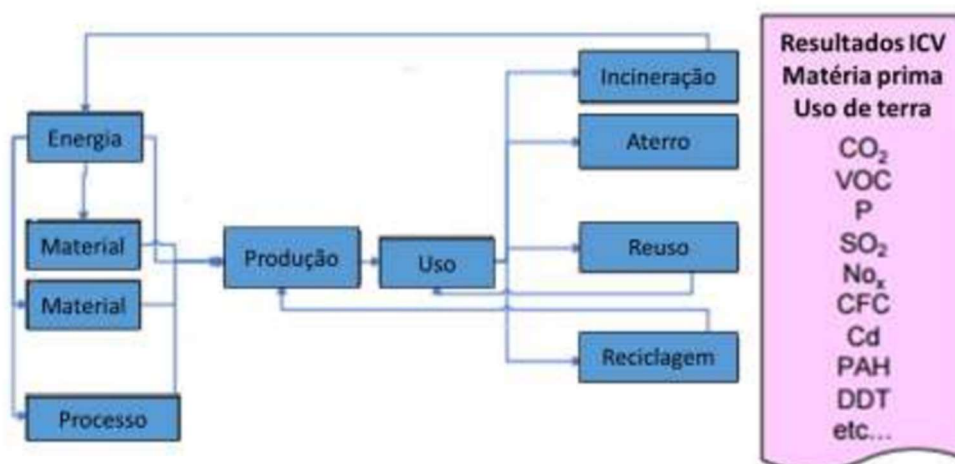 Energia
Material
Material
Processo
Produção
Uso
Incineração
Aterro
Reuso
Reciclagem
Resultados ICV
Matéria prima
Uso de terra
CO₂
VOC
P
SO₂
Noₓ
CFC
Cd
PAH
DDT
etc...